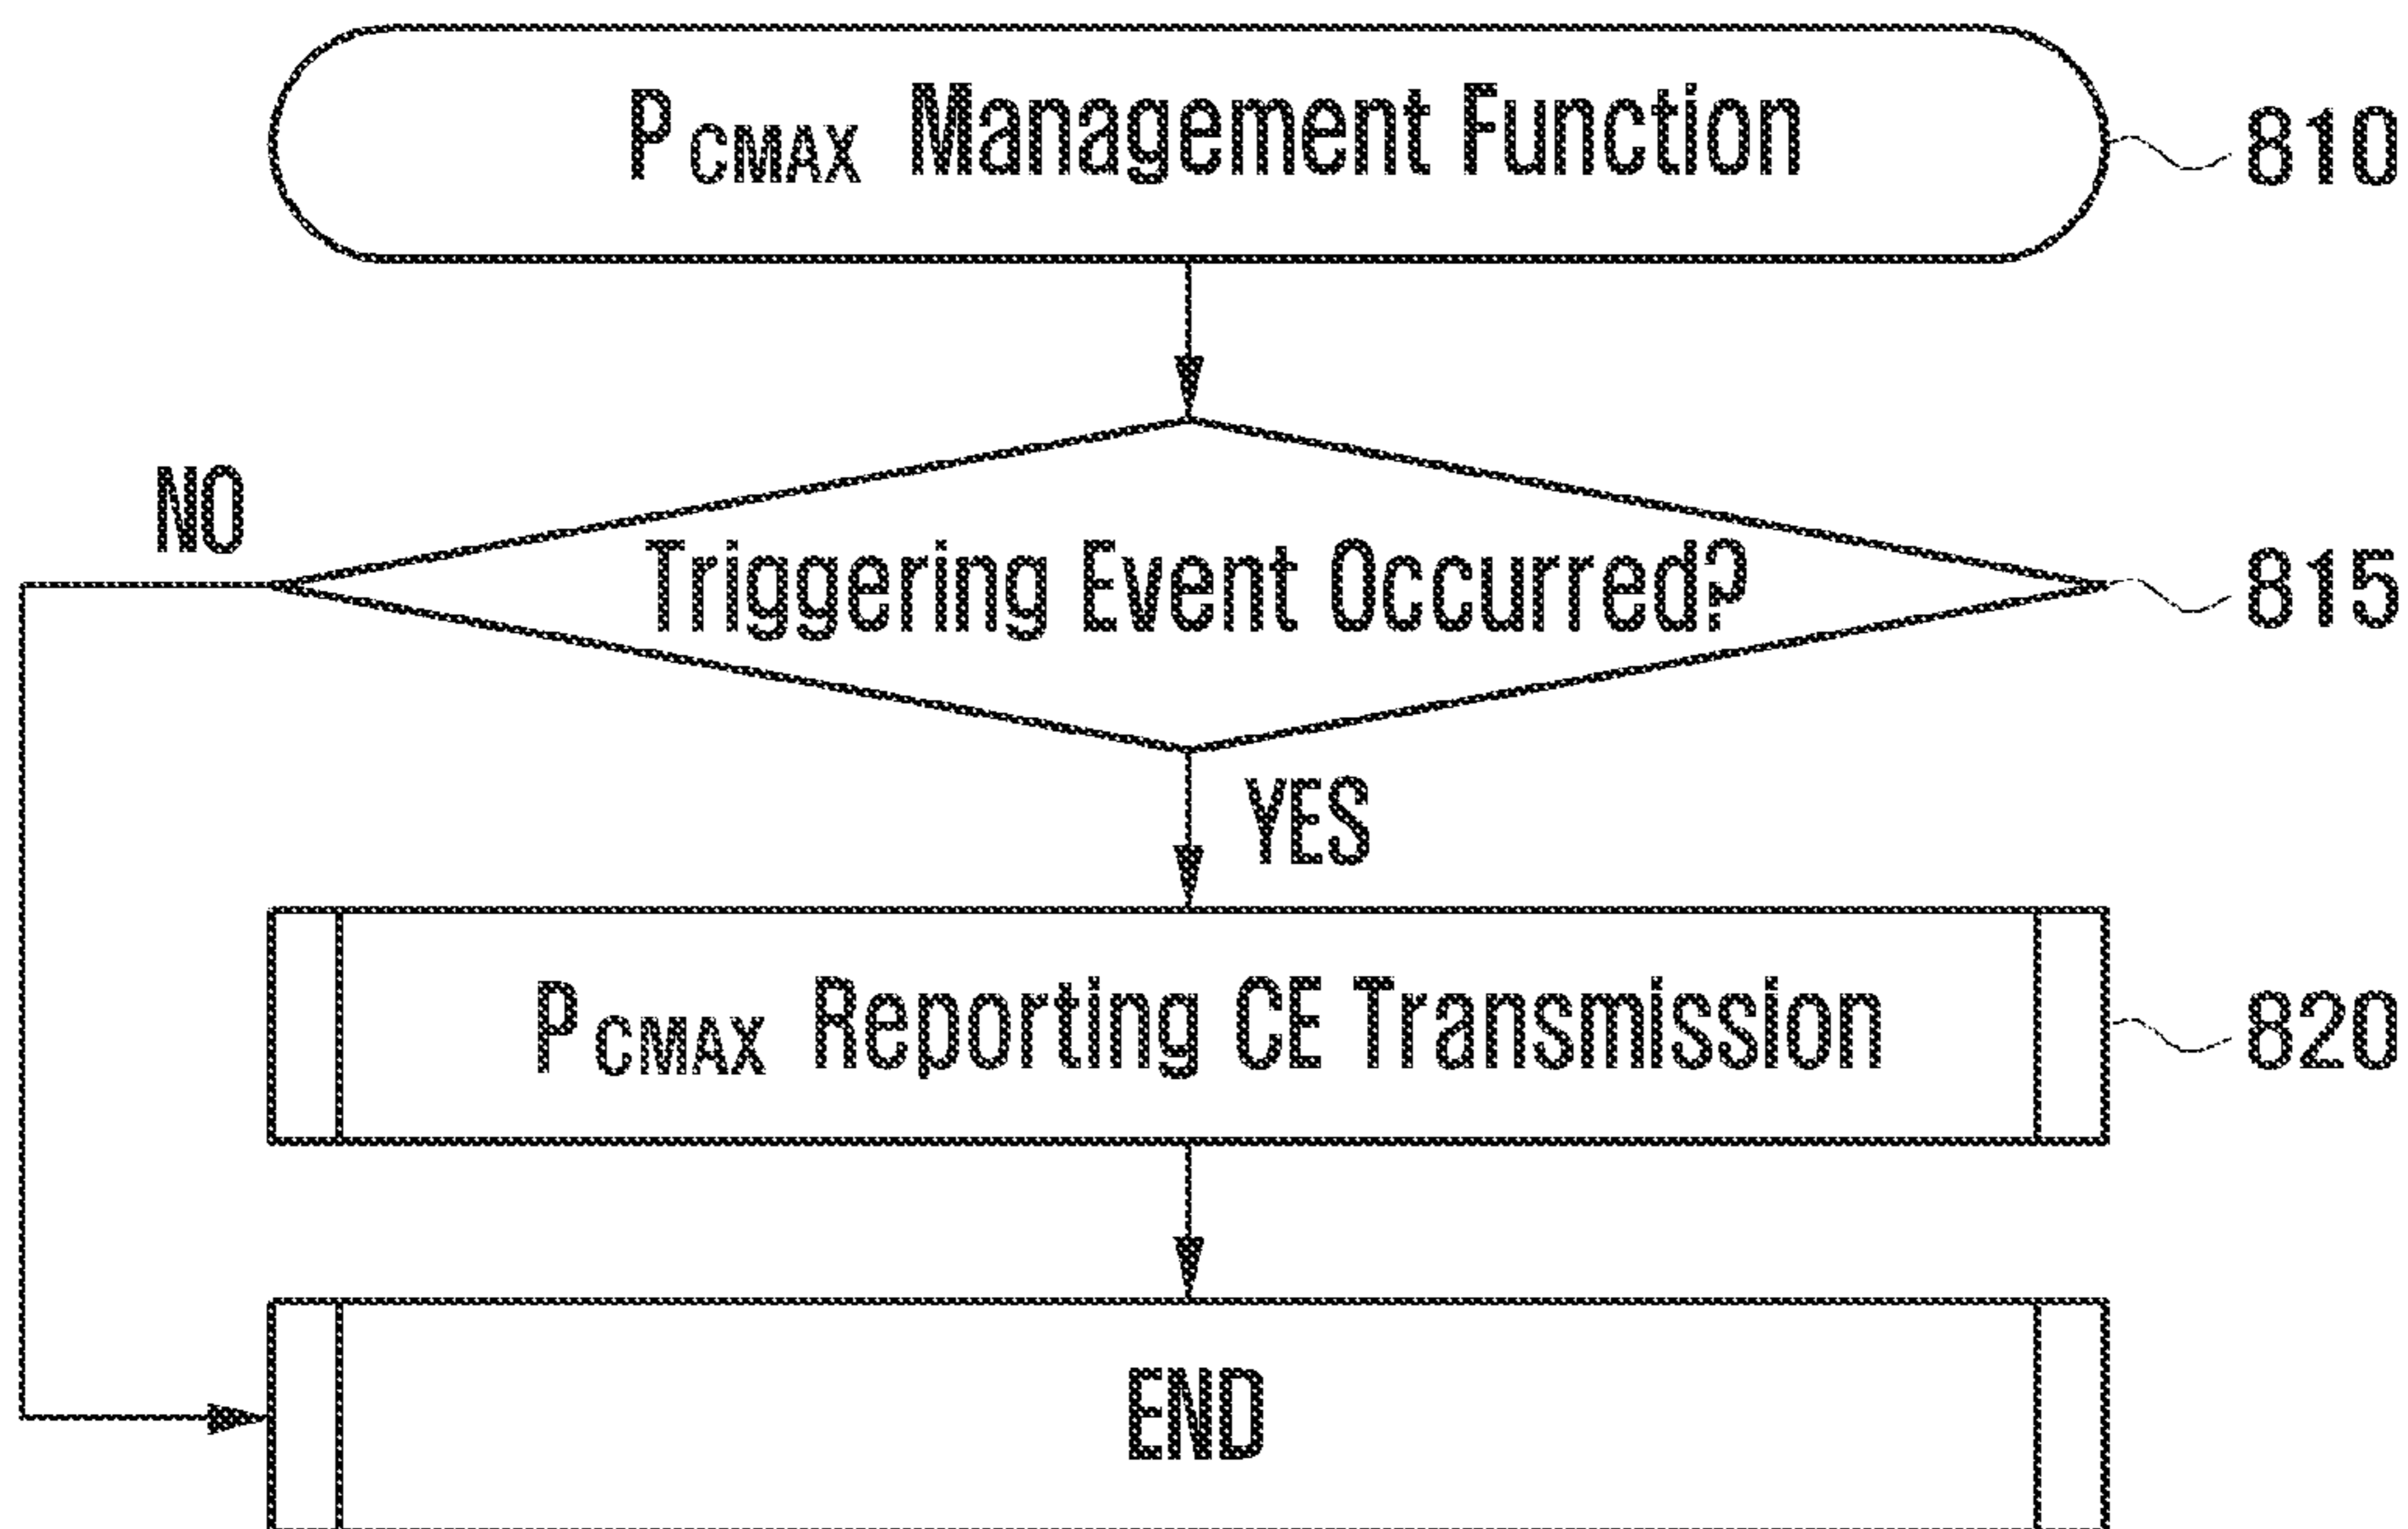 PCMAX Management Function
810
NO
Triggering Event Occurred?
815
YES
PCMAX Reporting CE Transmission
820
END